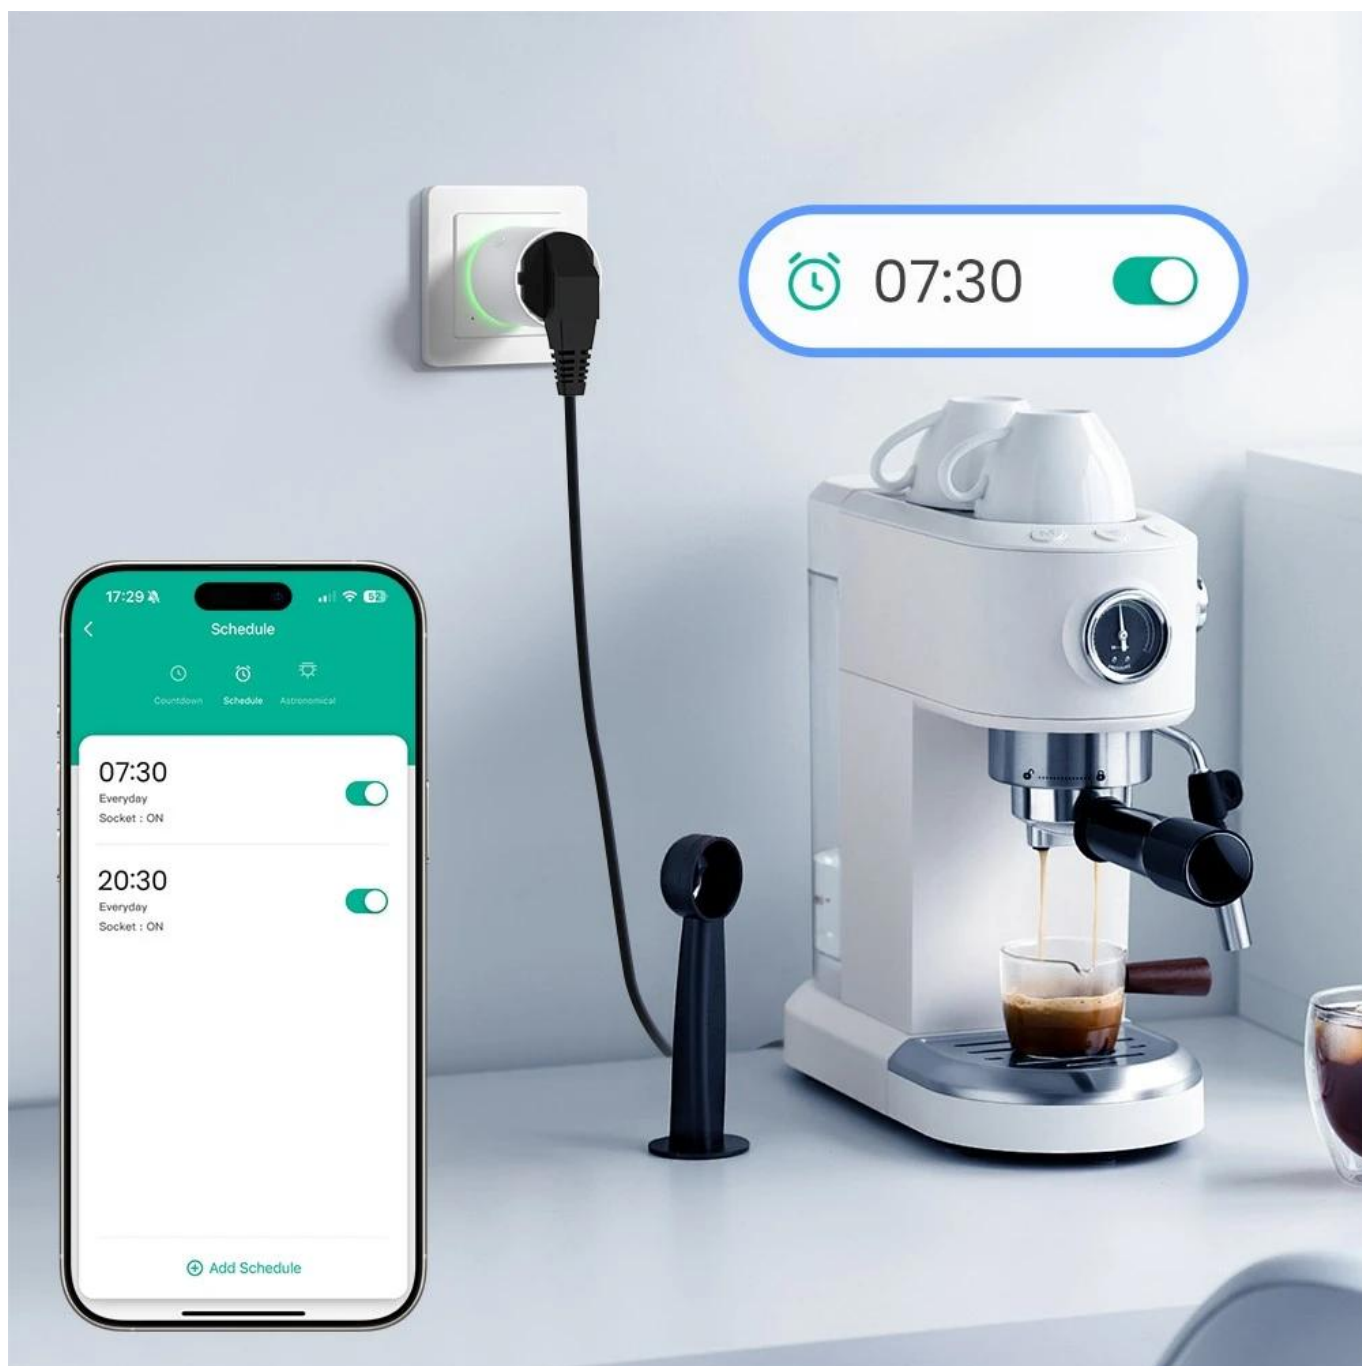 07:30
17:29
52
Schedule
Countdown
Schedule
Astronomical
07:30
Everyday
Socket : ON
20:30
Everyday
Socket : ON
Add Schedule